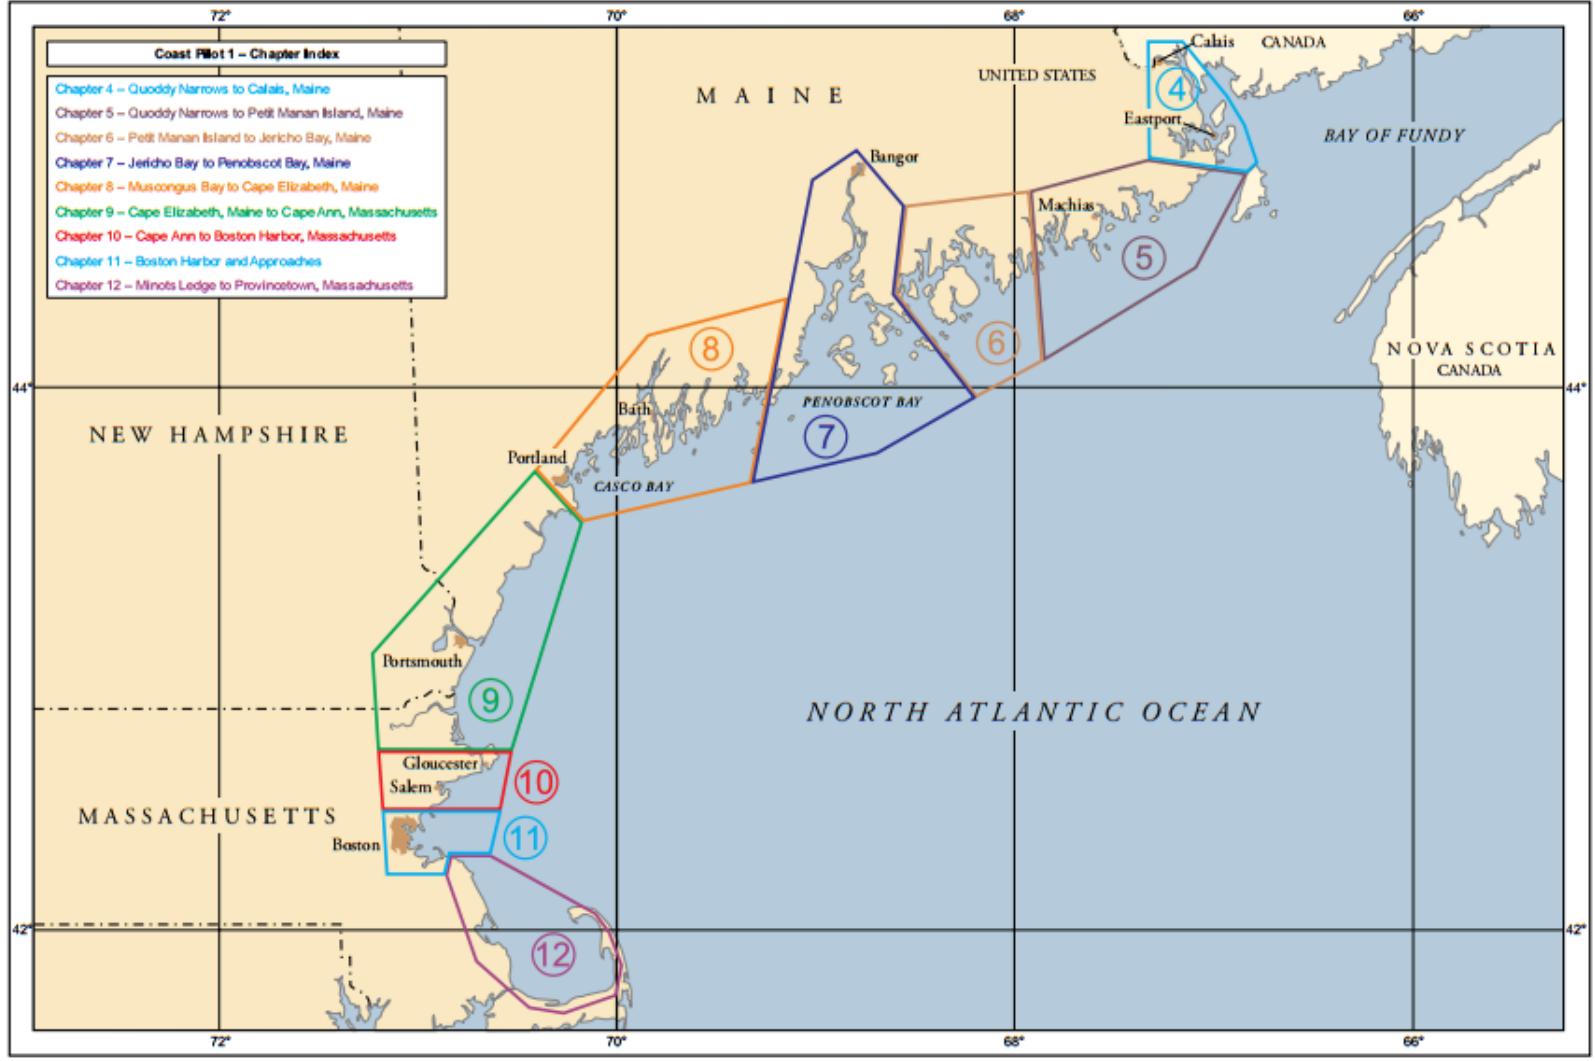 72°
70°
68°
66°
Coast Pilot 1 – Chapter Index
Chapter 4 – Quoddy Narrows to Calais, Maine
Chapter 5 – Quoddy Narrows to Petit Manan Island, Maine
Chapter 6 – Petit Manan Island to Jericho Bay, Maine
Chapter 7 – Jericho Bay to Penobscot Bay, Maine
Chapter 8 – Muscongus Bay to Cape Elizabeth, Maine
Chapter 9 – Cape Elizabeth, Maine to Cape Ann, Massachusetts
Chapter 10 – Cape Ann to Boston Harbor, Massachusetts
Chapter 11 – Boston Harbor and Approaches
Chapter 12 – Minots Ledge to Provincetown, Massachusetts
Calais
CANADA
UNITED STATES
4
MAINE
Eastport
BAY OF FUNDY
Bangor
Machias
5
6
8
NOVA SCOTIA
CANADA
44°
44°
Bath
PENOBSCOT BAY
7
NEW HAMPSHIRE
Portland
CASCO BAY
Portsmouth
9
NORTH ATLANTIC OCEAN
Gloucester
Salem
10
MASSACHUSETTS
Boston
11
42°
42°
12
72°
70°
68°
66°